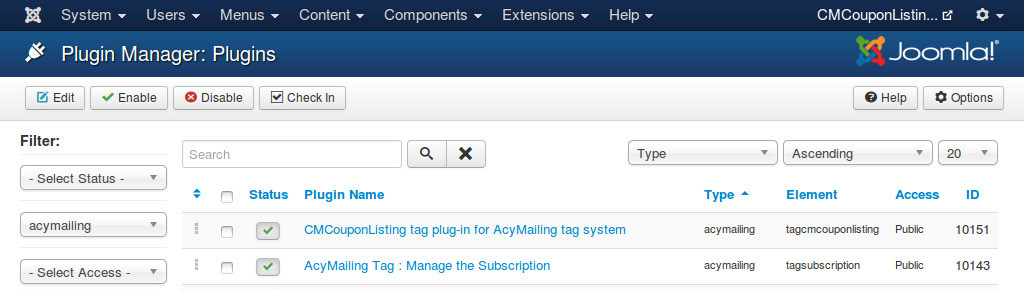 System Users Menus Content Components Extensions Help CMCouponListin...
Plugin Manager: Plugins Joomla!®
Edit Enable Disable Check In Help Options
Filter:
Search Type Ascending 20
- Select Status -
Status Plugin Name Type Element Access ID
acymailing
CMCouponListing tag plug-in for AcyMailing tag system acymailing tagcmcouponlisting Public 10151
- Select Access -
AcyMailing Tag : Manage the Subscription acymailing tagsubscription Public 10143